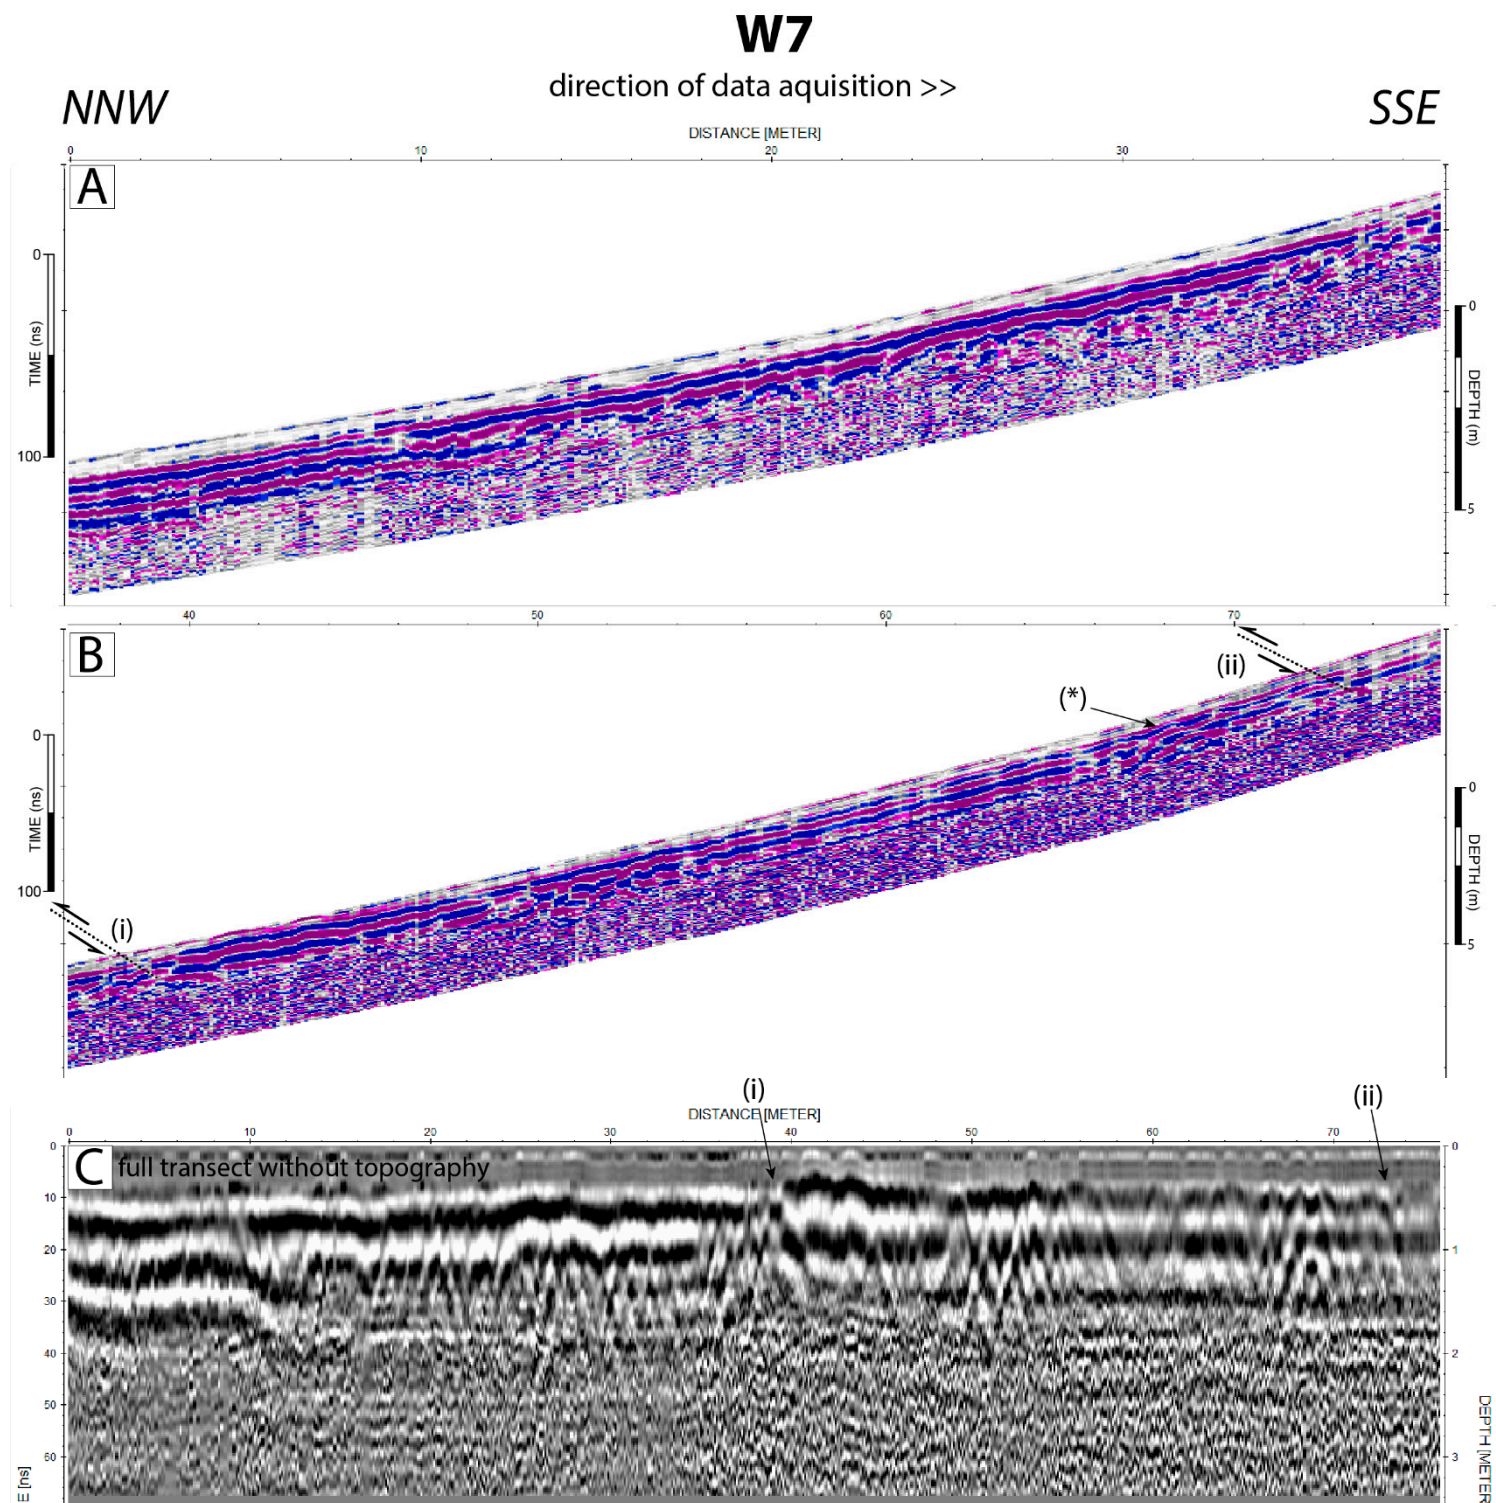 W7
direction of data aquisition >>
NNW
SSE
DISTANCE [METER]
0 10 20 30
A
0
TIME (ns)
100
0
DEPTH (m)
5
40 50 60 70
B
(ii)
(*)
0
TIME (ns)
100
0
DEPTH (m)
5
(i)
(i)
(ii)
DISTANCE [METER]
0 10 20 30 40 50 60 70
C full transect without topography
0 0
10
20 1
30
40 2
50
60 3
E [ns]
DEPTH [METER